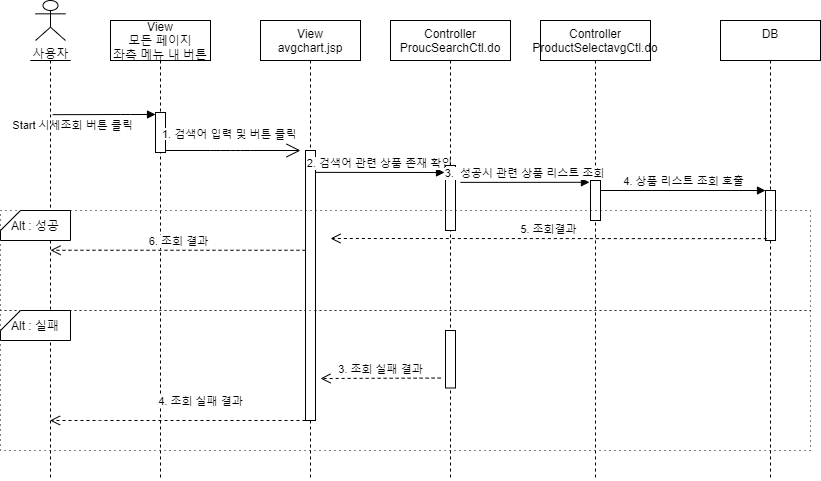 사용자
View
모든 페이지
좌측 메뉴 내 버튼
View
avgchart.jsp
Controller
ProucSearchCtl.do
Controller
ProductSelectavgCtl.do
DB
Start 시세조회 버튼 클릭
1. 검색어 입력 및 버튼 클릭
2. 검색어 관련 상품 존재 확인
3. 성공시 관련 상품 리스트 조회
4. 상품 리스트 조회 호출
Alt : 성공
5. 조회결과
6. 조회 결과
Alt : 실패
3. 조회 실패 결과
4. 조회 실패 결과